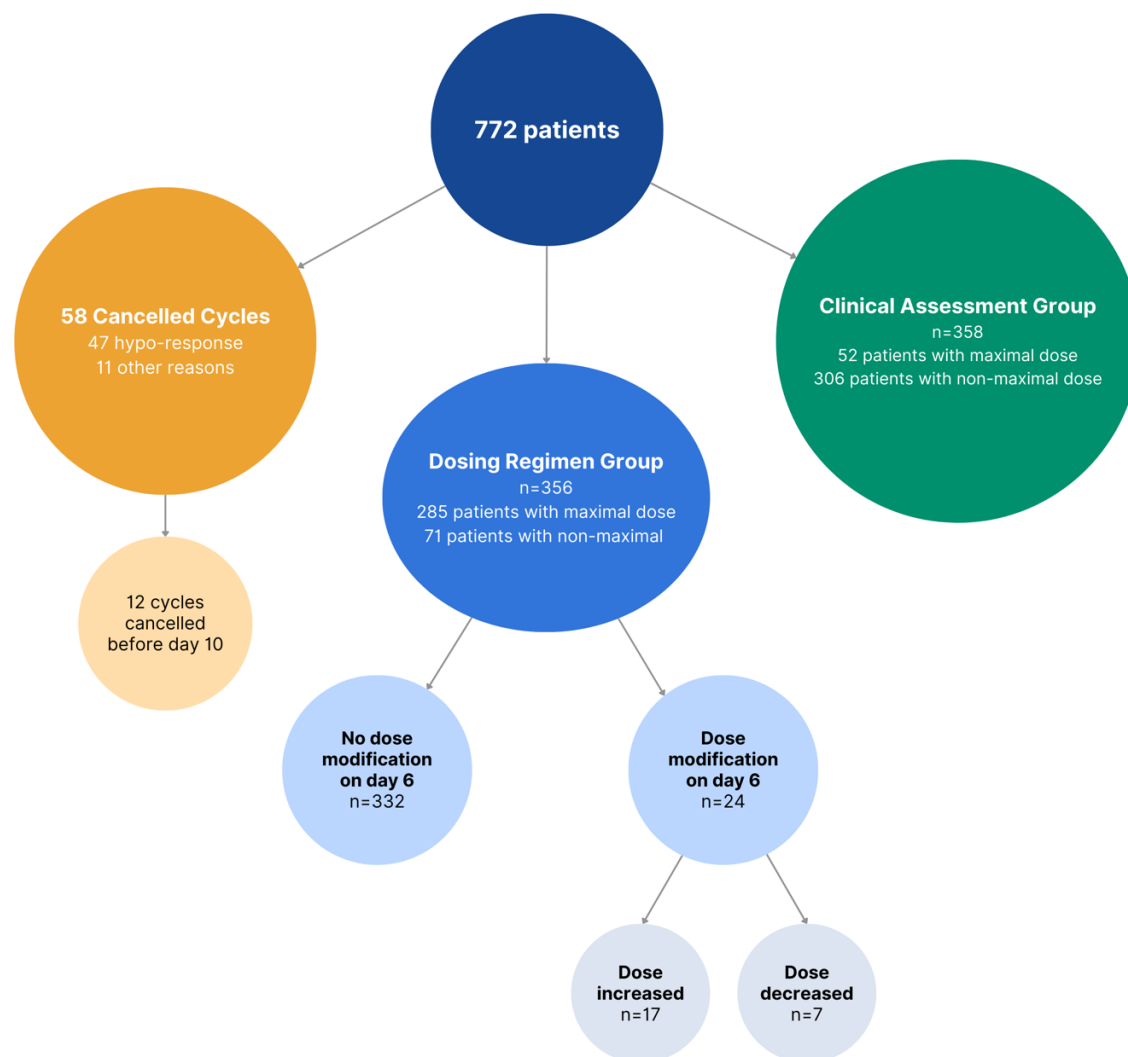 772 patients
58 Cancelled Cycles
47 hypo-response
11 other reasons
Clinical Assessment Group
n=358
52 patients with maximal dose
306 patients with non-maximal dose
Dosing Regimen Group
n=356
285 patients with maximal dose
71 patients with non-maximal
12 cycles
cancelled
before day 10
No dose
modification
on day 6
n=332
Dose
modification
on day 6
n=24
Dose
increased
n=17
Dose
decreased
n=7